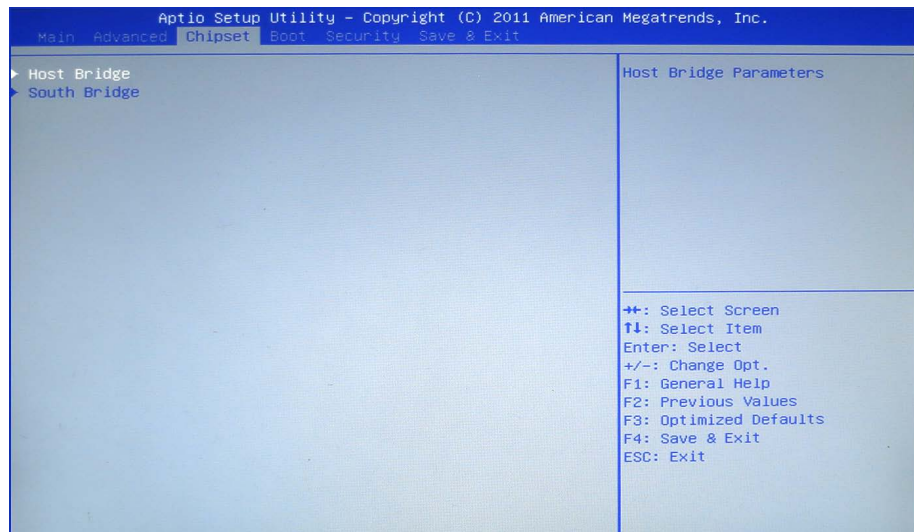 Aptio Setup Utility – Copyright (C) 2011 American Megatrends, Inc.
Main Advanced Chipset Boot Security Save & Exit
▶ Host Bridge
▶ South Bridge
Host Bridge Parameters
→←: Select Screen
↑↓: Select Item
Enter: Select
+/-: Change Opt.
F1: General Help
F2: Previous Values
F3: Optimized Defaults
F4: Save & Exit
ESC: Exit